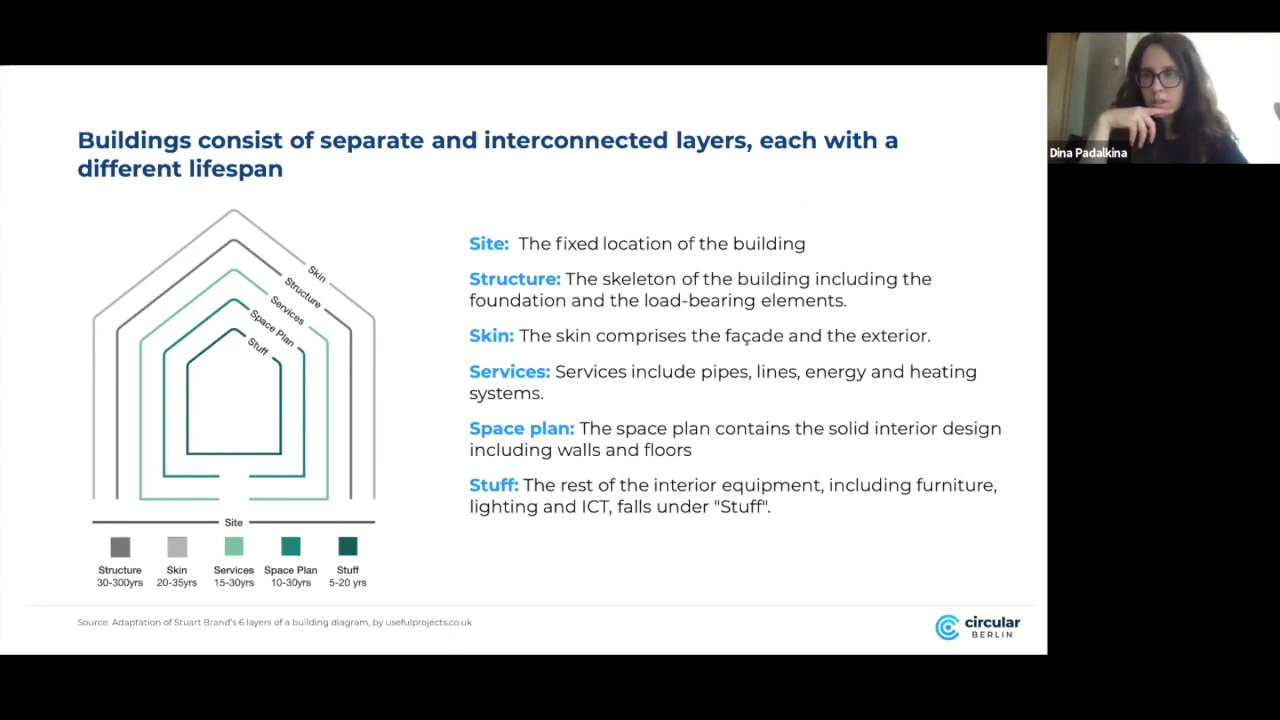 Buildings consist of separate and interconnected layers, each with a
different lifespan
Skin
Structure
Services
Space Plan
Stuff
Site
Structure
30-300yrs
Skin
20-35yrs
Services
15-30yrs
Space Plan
10-30yrs
Stuff
5-20 yrs
Site: The fixed location of the building
Structure: The skeleton of the building including the
foundation and the load-bearing elements.
Skin: The skin comprises the façade and the exterior.
Services: Services include pipes, lines, energy and heating
systems.
Space plan: The space plan contains the solid interior design
including walls and floors
Stuff: The rest of the interior equipment, including furniture,
lighting and ICT, falls under "Stuff".
Source: Adaptation of Stuart Brand's 6 layers of a building diagram, by usefulprojects.co.uk
circular
BERLIN
Dina Padalkina